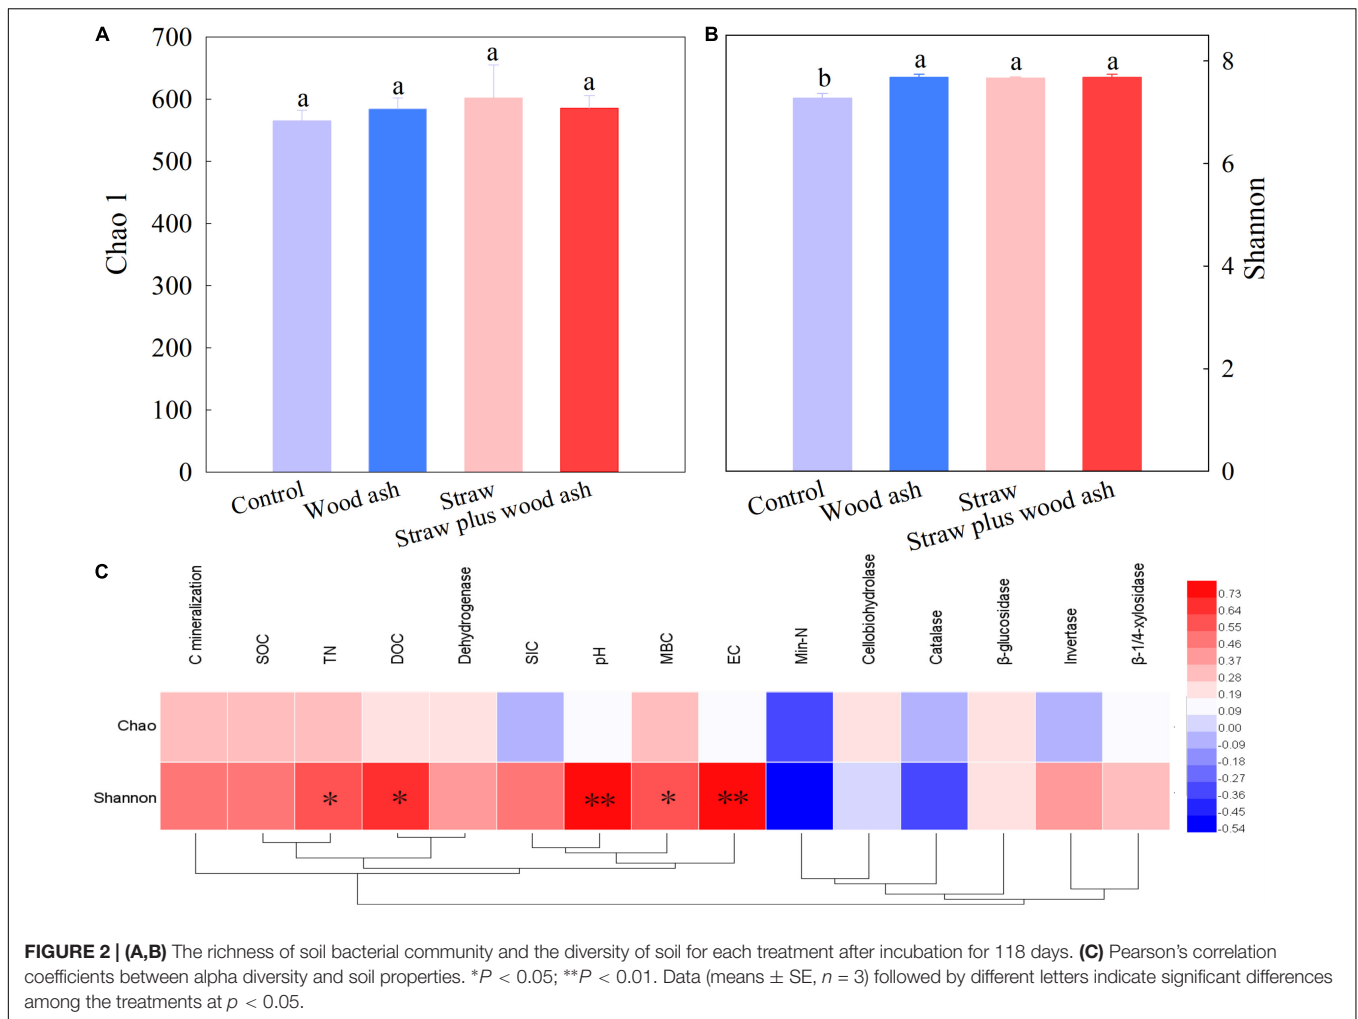 A
700
600
500
400
300
200
100
0
Chao 1
a
a
a
a
Control
Wood ash
Straw
Straw plus wood ash
B
b
a
a
a
8
6
4
2
0
Shannon
Control
Wood ash
Straw
Straw plus wood ash
C
C mineralization
SOC
TN
DOC
Dehydrogenase
SIC
pH
MBC
EC
Min-N
Cellobiohydrolase
Catalase
β-glucosidase
Invertase
β-1/4-xylosidase
Chao
Shannon
*
*
**
*
**
0.73
0.64
0.55
0.46
0.37
0.28
0.19
0.09
0.00
-0.09
-0.18
-0.27
-0.36
-0.45
-0.54
FIGURE 2 | (A,B) The richness of soil bacterial community and the diversity of soil for each treatment after incubation for 118 days. (C) Pearson's correlation
coefficients between alpha diversity and soil properties. *P < 0.05; **P < 0.01. Data (means ± SE, n = 3) followed by different letters indicate significant differences
among the treatments at p < 0.05.